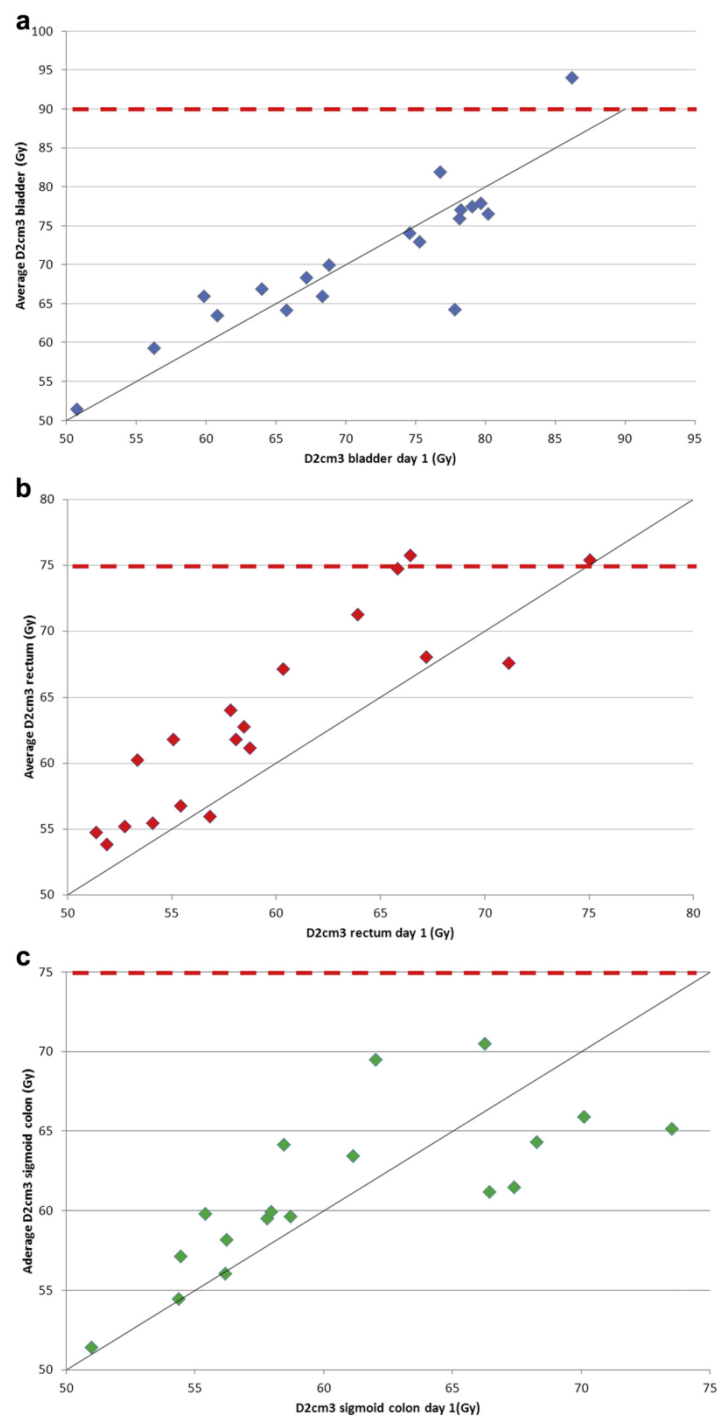 a
100
95
90
85
80
75
70
65
60
55
50
50 55 60 65 70 75 80 85 90 95
Average D2cm3 bladder (Gy)
D2cm3 bladder day 1 (Gy)
b
80
75
70
65
60
55
50
50 55 60 65 70 75 80
Average D2cm3 rectum (Gy)
D2cm3 rectum day 1 (Gy)
c
75
70
65
60
55
50
50 55 60 65 70 75
Aderage D2cm3 sigmoid colon (Gy)
D2cm3 sigmoid colon day 1(Gy)